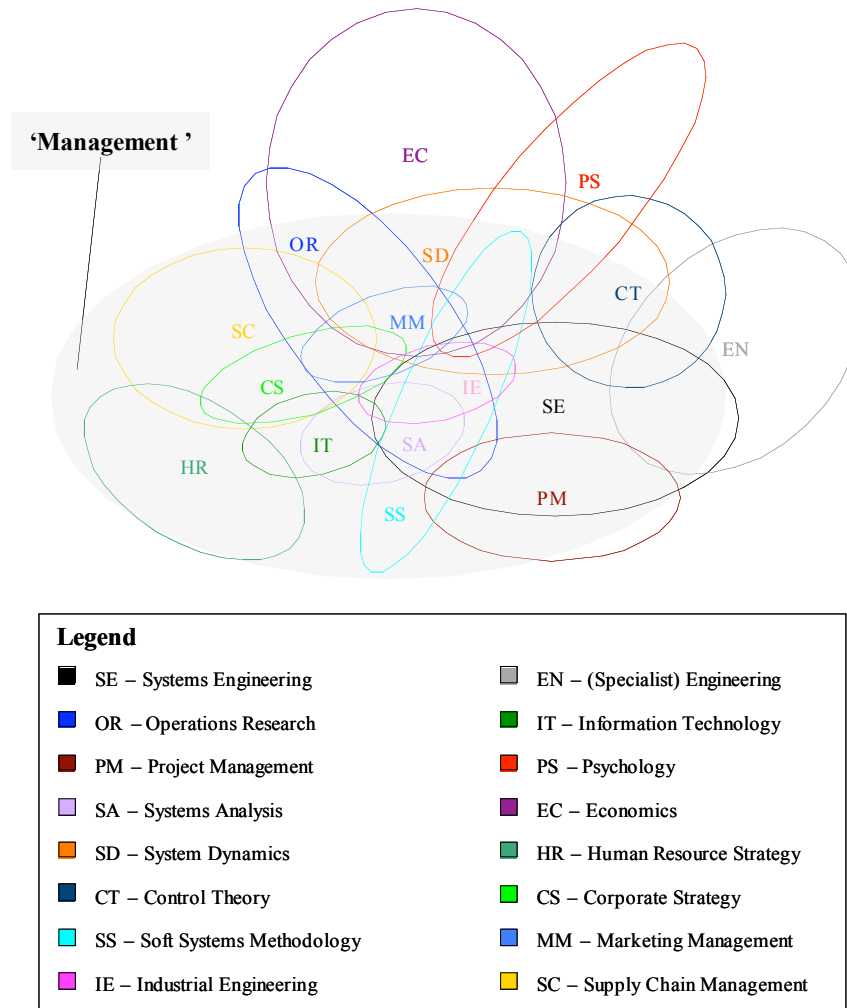 EC
‘Management ’
PS
OR
SD
CT
MM
SC
EN
CS
IE
SE
IT
SA
HR
PM
SS
Legend
SE – Systems Engineering
EN – (Specialist) Engineering
OR – Operations Research
IT – Information Technology
PM – Project Management
PS – Psychology
SA – Systems Analysis
EC – Economics
SD – System Dynamics
HR – Human Resource Strategy
CT – Control Theory
CS – Corporate Strategy
SS – Soft Systems Methodology
MM – Marketing Management
IE – Industrial Engineering
SC – Supply Chain Management